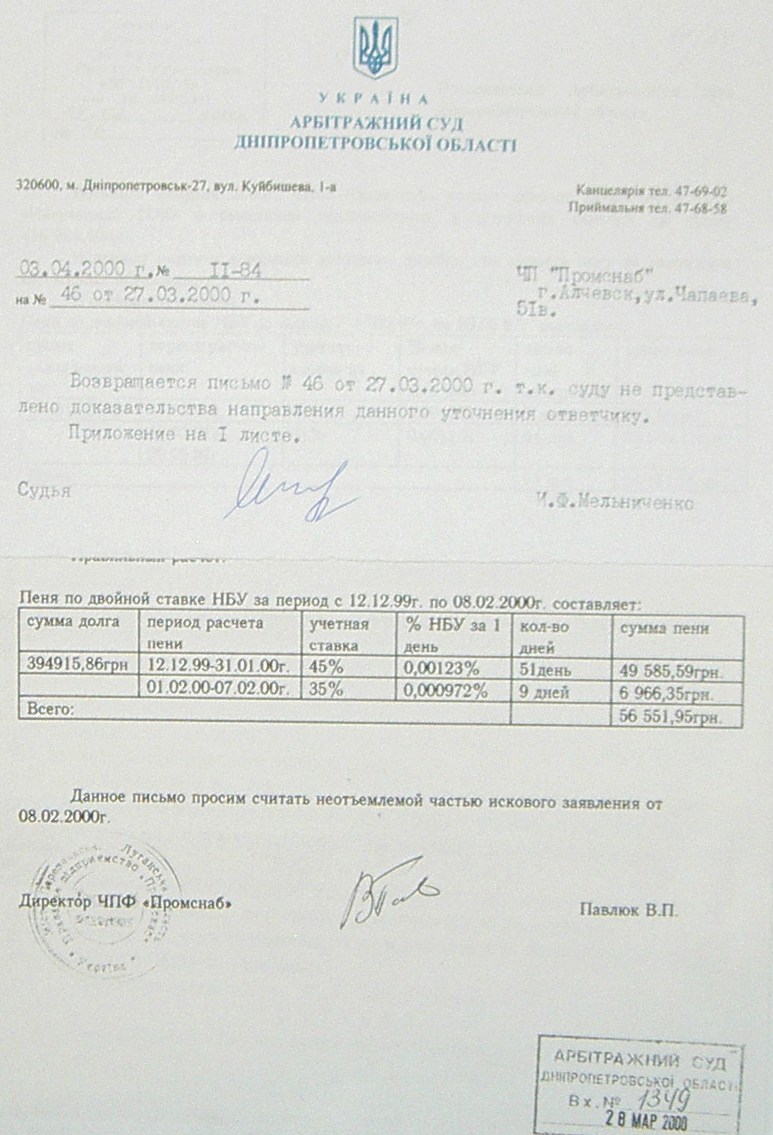 УКРАЇНА
АРБІТРАЖНИЙ СУД
ДНІПРОПЕТРОВСЬКОЇ ОБЛАСТІ
320600, м. Дніпропетровськ-27, вул. Куйбишева, 1-а
Канцелярія тел. 47-69-02
Приймальня тел. 47-68-58
03.04.2000 г.№ II-84
на № 46 от 27.03.2000 г.
ЧП "Промснаб"
г.Алчевск,ул.Чапаева,
5Iв.
Возвращается письмо № 46 от 27.03.2000 г. т.к. суду не представ-
лено доказательства направления данного уточнения ответчику.
Приложение на I листе.
Судья И.Ф.Мельниченко
Пеня по двойной ставке НБУ за период с 12.12.99г. по 08.02.2000г. составляет:
сумма долга период расчета пени учетная ставка % НБУ за 1 день кол-во дней сумма пени
394915,86грн 12.12.99-31.01.00г. 45% 0,00123% 51день 49 585,59грн.
01.02.00-07.02.00г. 35% 0,000972% 9 дней 6 966,35грн.
Всего: 56 551,95грн.
Данное письмо просим считать неотъемлемой частью искового заявления от
08.02.2000г.
Директор ЧПФ «Промснаб» Павлюк В.П.
Україна
АРБІТРАЖНИЙ СУД
ДНІПРОПЕТРОВСЬКОЇ ОБЛАСТІ
Вх.№ 1349
28 МАР 2000